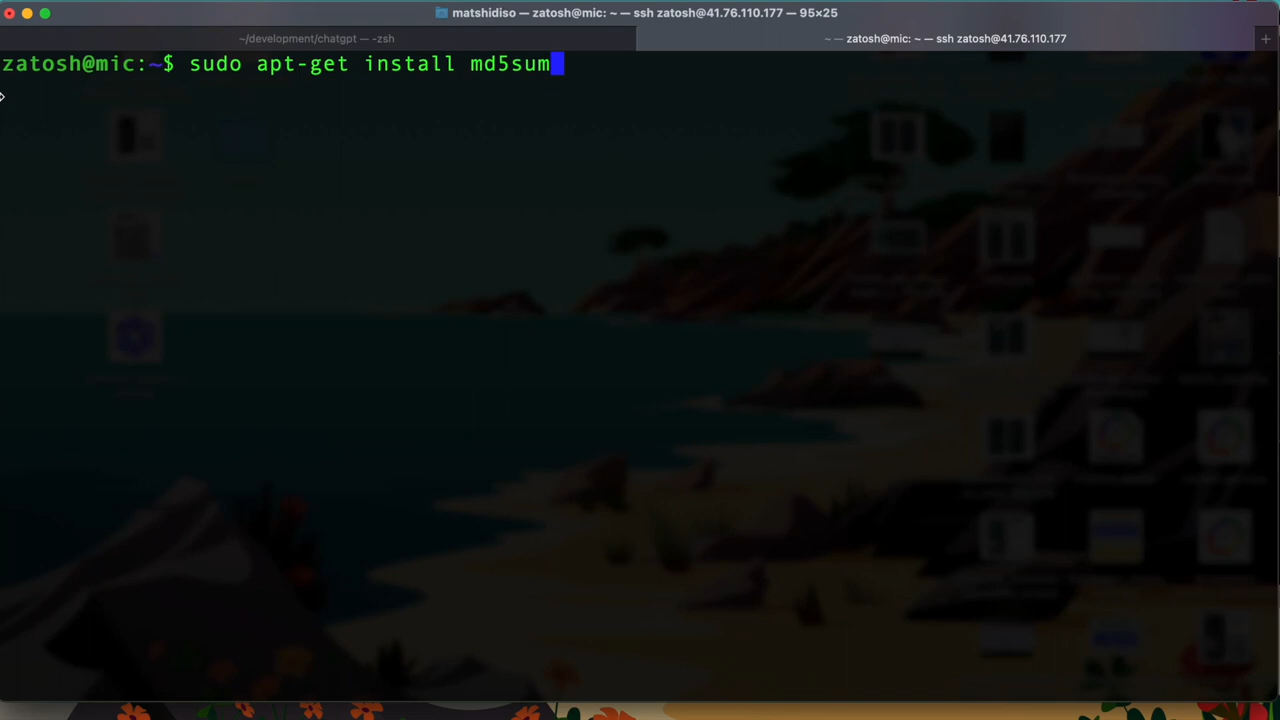 matshidiso — zatosh@mic: ~ — ssh zatosh@41.76.110.177 — 95×25
~/development/chatgpt — -zsh
~ — zatosh@mic: ~ — ssh zatosh@41.76.110.177
+
zatosh@mic:~$ sudo apt-get install md5sum